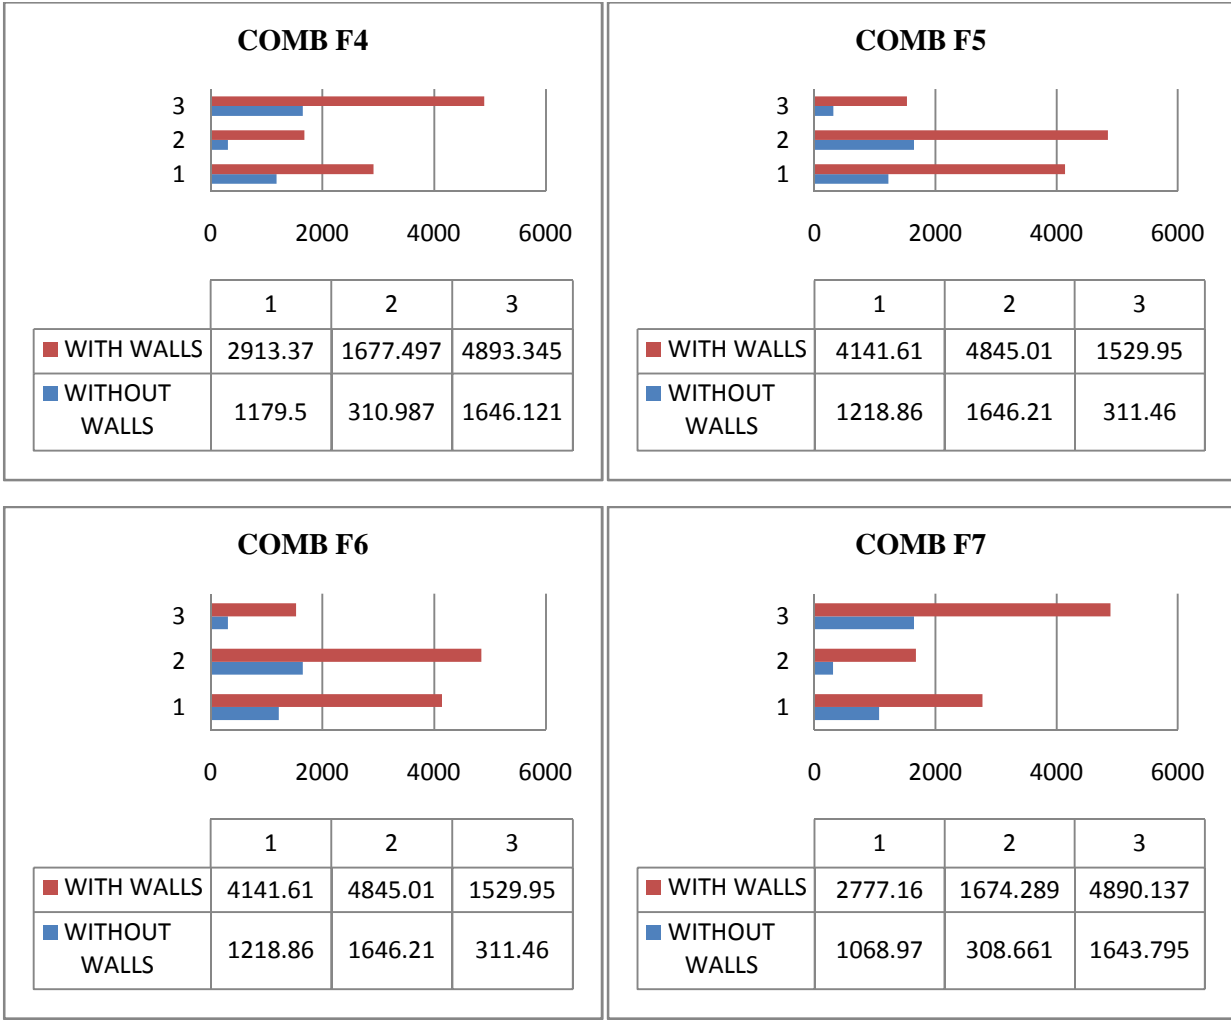 COMB F4
3
2
1
0 2000 4000 6000
1 2 3
WITH WALLS 2913.37 1677.497 4893.345
WITHOUT
WALLS 1179.5 310.987 1646.121
COMB F5
3
2
1
0 2000 4000 6000
1 2 3
WITH WALLS 4141.61 4845.01 1529.95
WITHOUT
WALLS 1218.86 1646.21 311.46
COMB F6
3
2
1
0 2000 4000 6000
1 2 3
WITH WALLS 4141.61 4845.01 1529.95
WITHOUT
WALLS 1218.86 1646.21 311.46
COMB F7
3
2
1
0 2000 4000 6000
1 2 3
WITH WALLS 2777.16 1674.289 4890.137
WITHOUT
WALLS 1068.97 308.661 1643.795